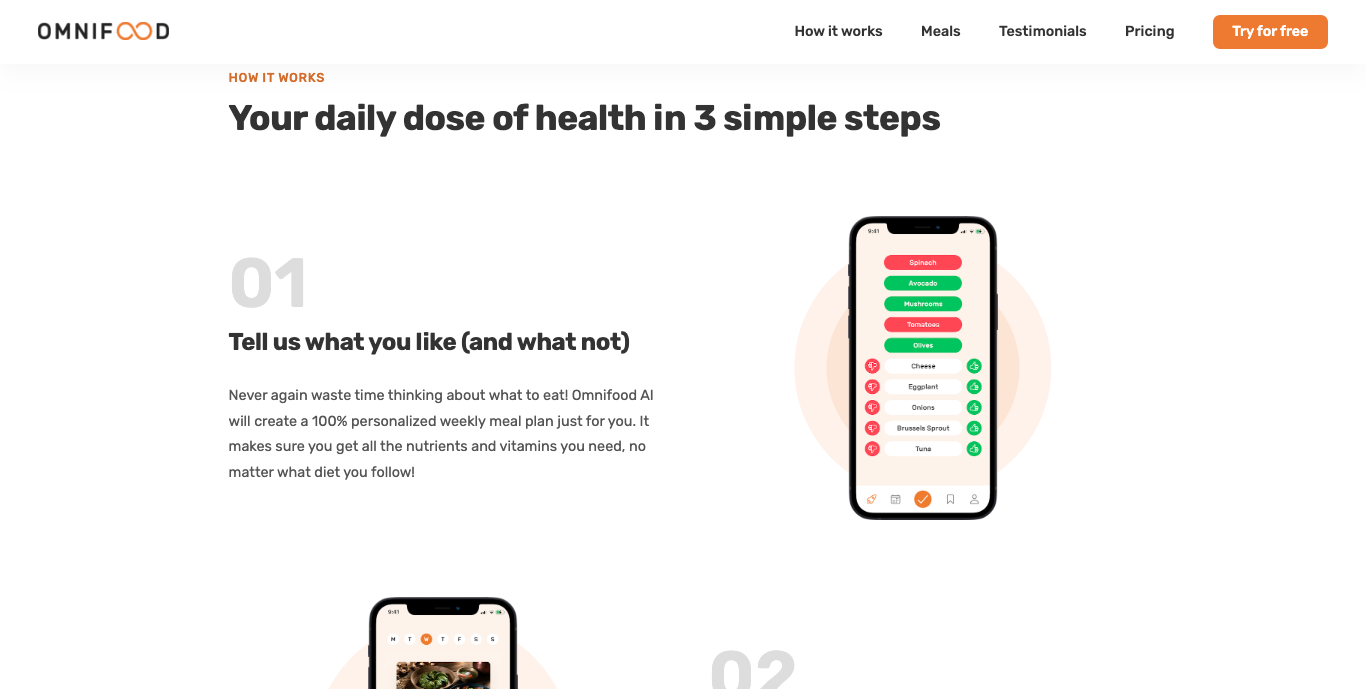 OMNIFOOD
How it works
Meals
Testimonials
Pricing
Try for free
HOW IT WORKS
Your daily dose of health in 3 simple steps
01
Tell us what you like (and what not)
Never again waste time thinking about what to eat! Omnifood AI
will create a 100% personalized weekly meal plan just for you. It
makes sure you get all the nutrients and vitamins you need, no
matter what diet you follow!
9:41
Spinach
Avocado
Mushrooms
Tomatoes
Olives
Cheese
Eggplant
Onions
Brussels Sprout
Tuna
9:41
M T W T F S S
02